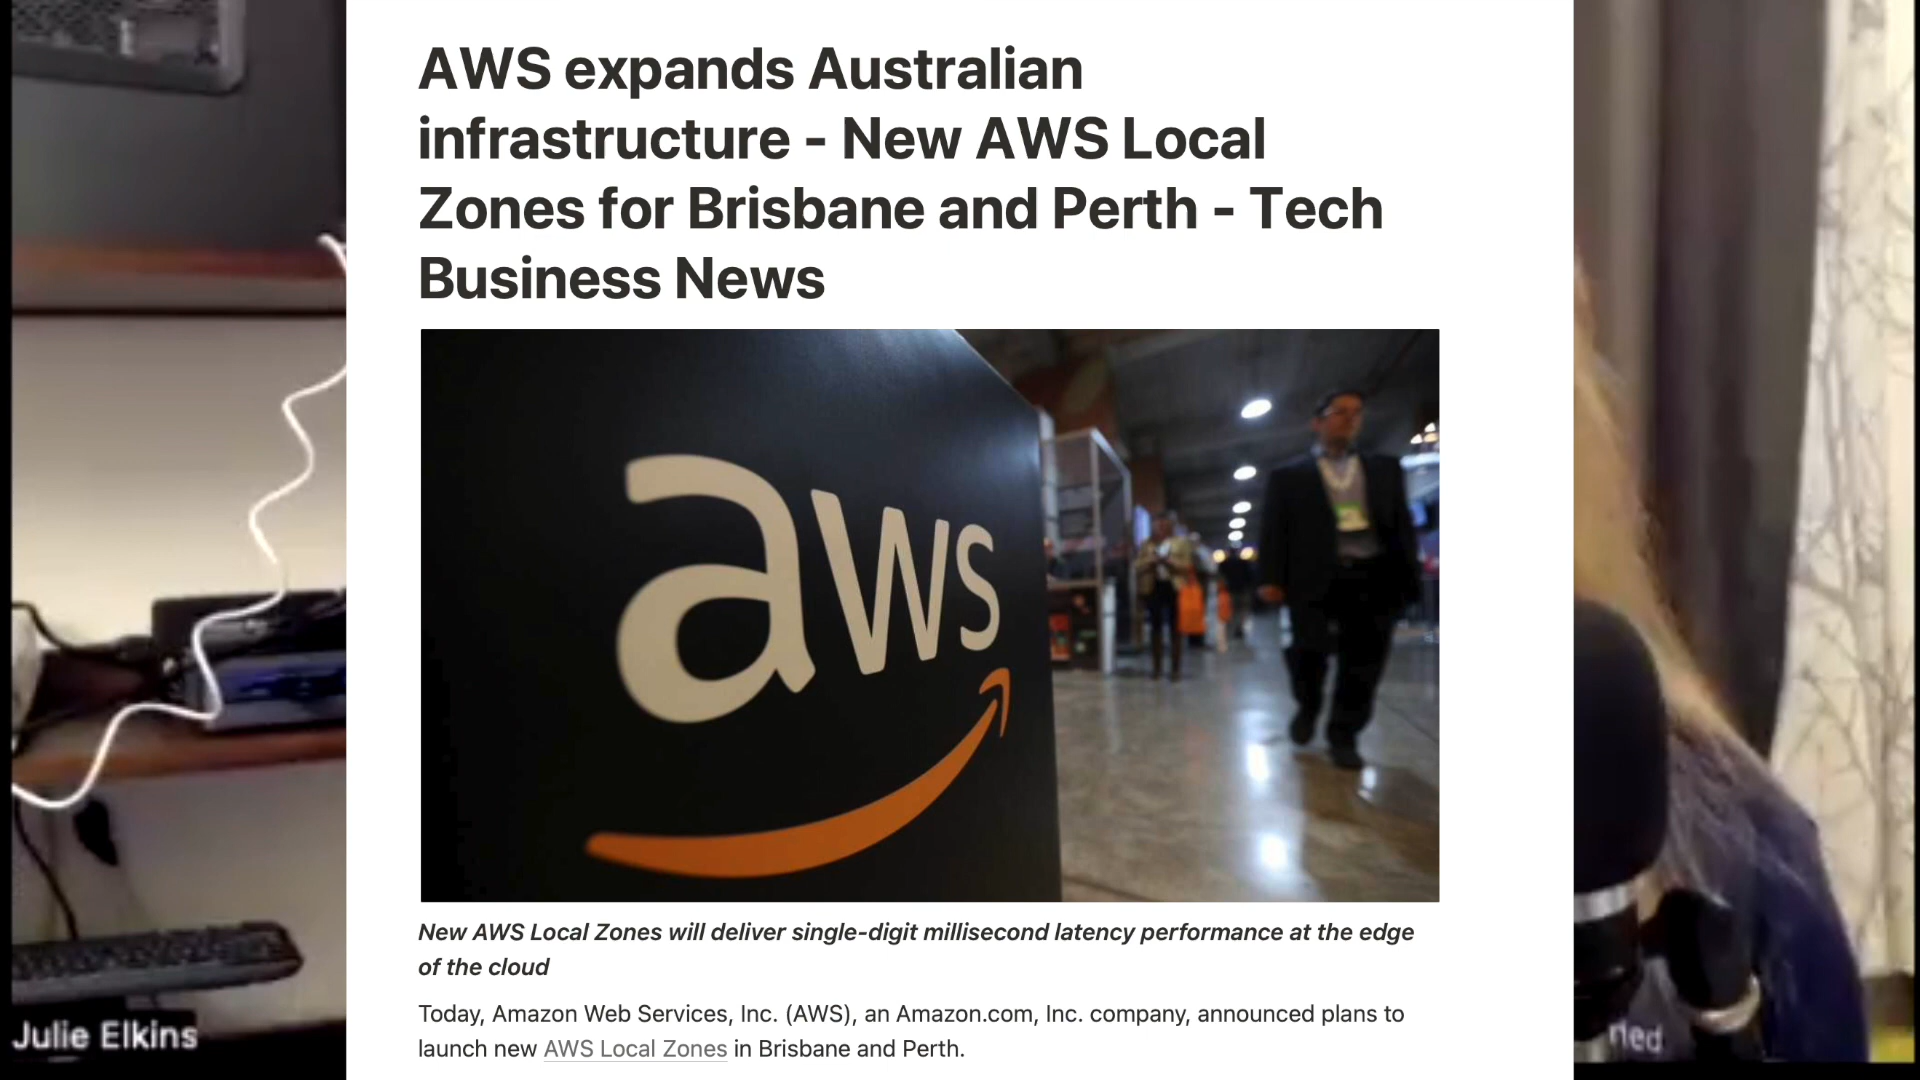 AWS expands Australian
infrastructure - New AWS Local
Zones for Brisbane and Perth - Tech
Business News
aws
New AWS Local Zones will deliver single-digit millisecond latency performance at the edge
of the cloud
Today, Amazon Web Services, Inc. (AWS), an Amazon.com, Inc. company, announced plans to
launch new AWS Local Zones in Brisbane and Perth.
Julie Elkins